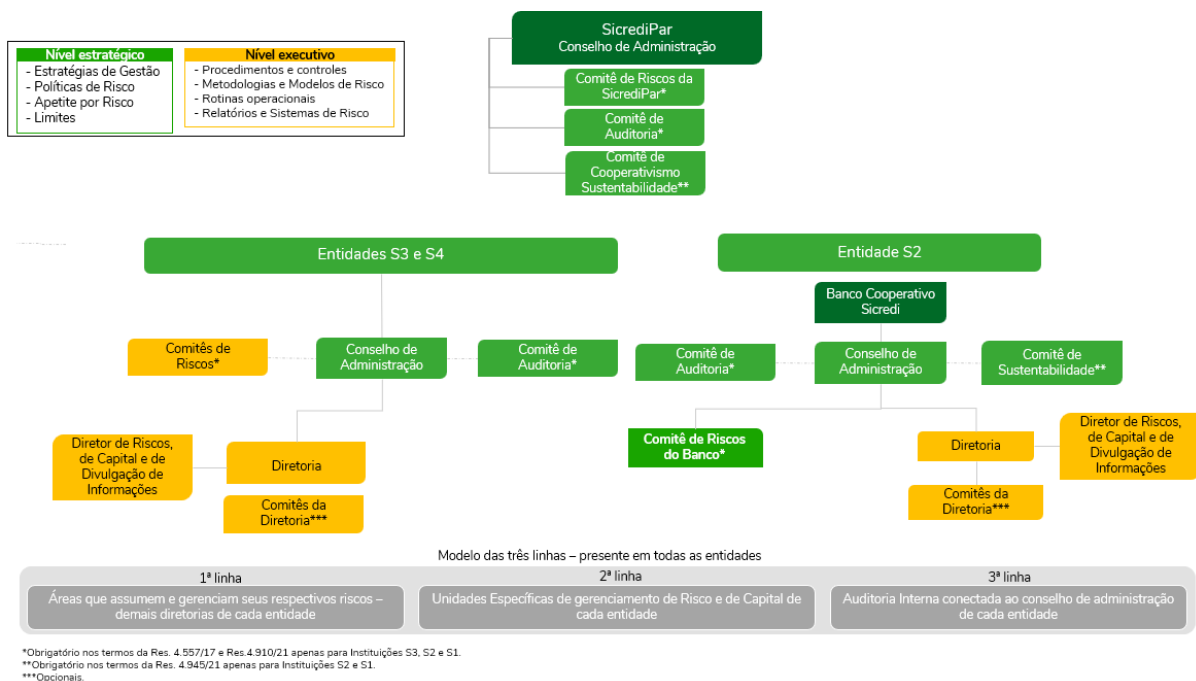 SicrediPar
Conselho de Administração
Nível estratégico
- Estratégias de Gestão
- Políticas de Risco
- Apetite por Risco
- Limites
Nível executivo
- Procedimentos e controles
- Metodologias e Modelos de Risco
- Rotinas operacionais
- Relatórios e Sistemas de Risco
Comitê de Riscos da
SicrediPar*
Comitê de
Auditoria*
Comitê de
Cooperativismo
Sustentabilidade**
Entidades S3 e S4
Entidade S2
Banco Cooperativo
Sicredi
Comitês de
Riscos*
Conselho de
Administração
Comitê de
Auditoria*
Comitê de
Auditoria*
Conselho de
Administração
Comitê de
Sustentabilidade**
Diretor de Riscos,
de Capital e de
Divulgação de
Informações
Diretoria
Comitês da
Diretoria***
Comitê de Riscos
do Banco*
Diretoria
Diretor de Riscos,
de Capital e de
Divulgação de
Informações
Comitês da
Diretoria***
Modelo das três linhas – presente em todas as entidades
1ª linha
Áreas que assumem e gerenciam seus respectivos riscos –
demais diretorias de cada entidade
2ª linha
Unidades Específicas de gerenciamento de Risco e de Capital de
cada entidade
3ª linha
Auditoria Interna conectada ao conselho de administração
de cada entidade
*Obrigatório nos termos da Res. 4.557/17 e Res.4.910/21 apenas para Instituições S3, S2 e S1.
**Obrigatório nos termos da Res. 4.945/21 apenas para Instituições S2 e S1.
***Opcionais.